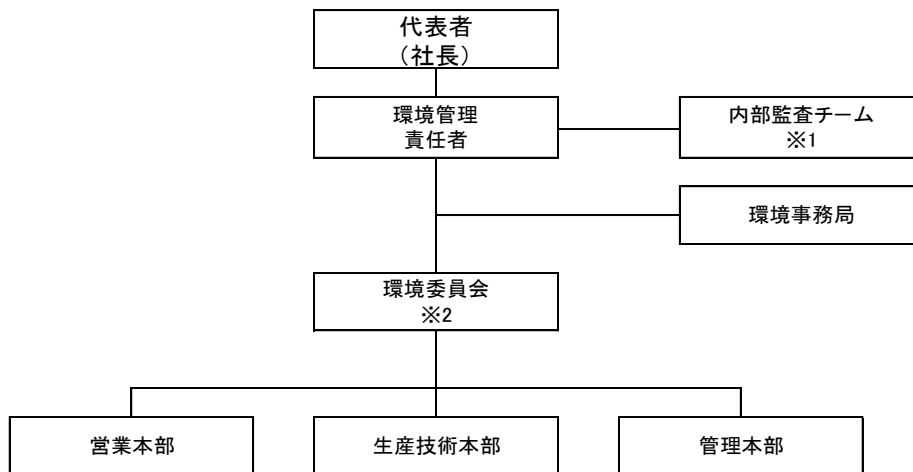 代表者
（社長）
環境管理
責任者
内部監査チーム
※1
環境事務局
環境委員会
※2
営業本部
生産技術本部
管理本部